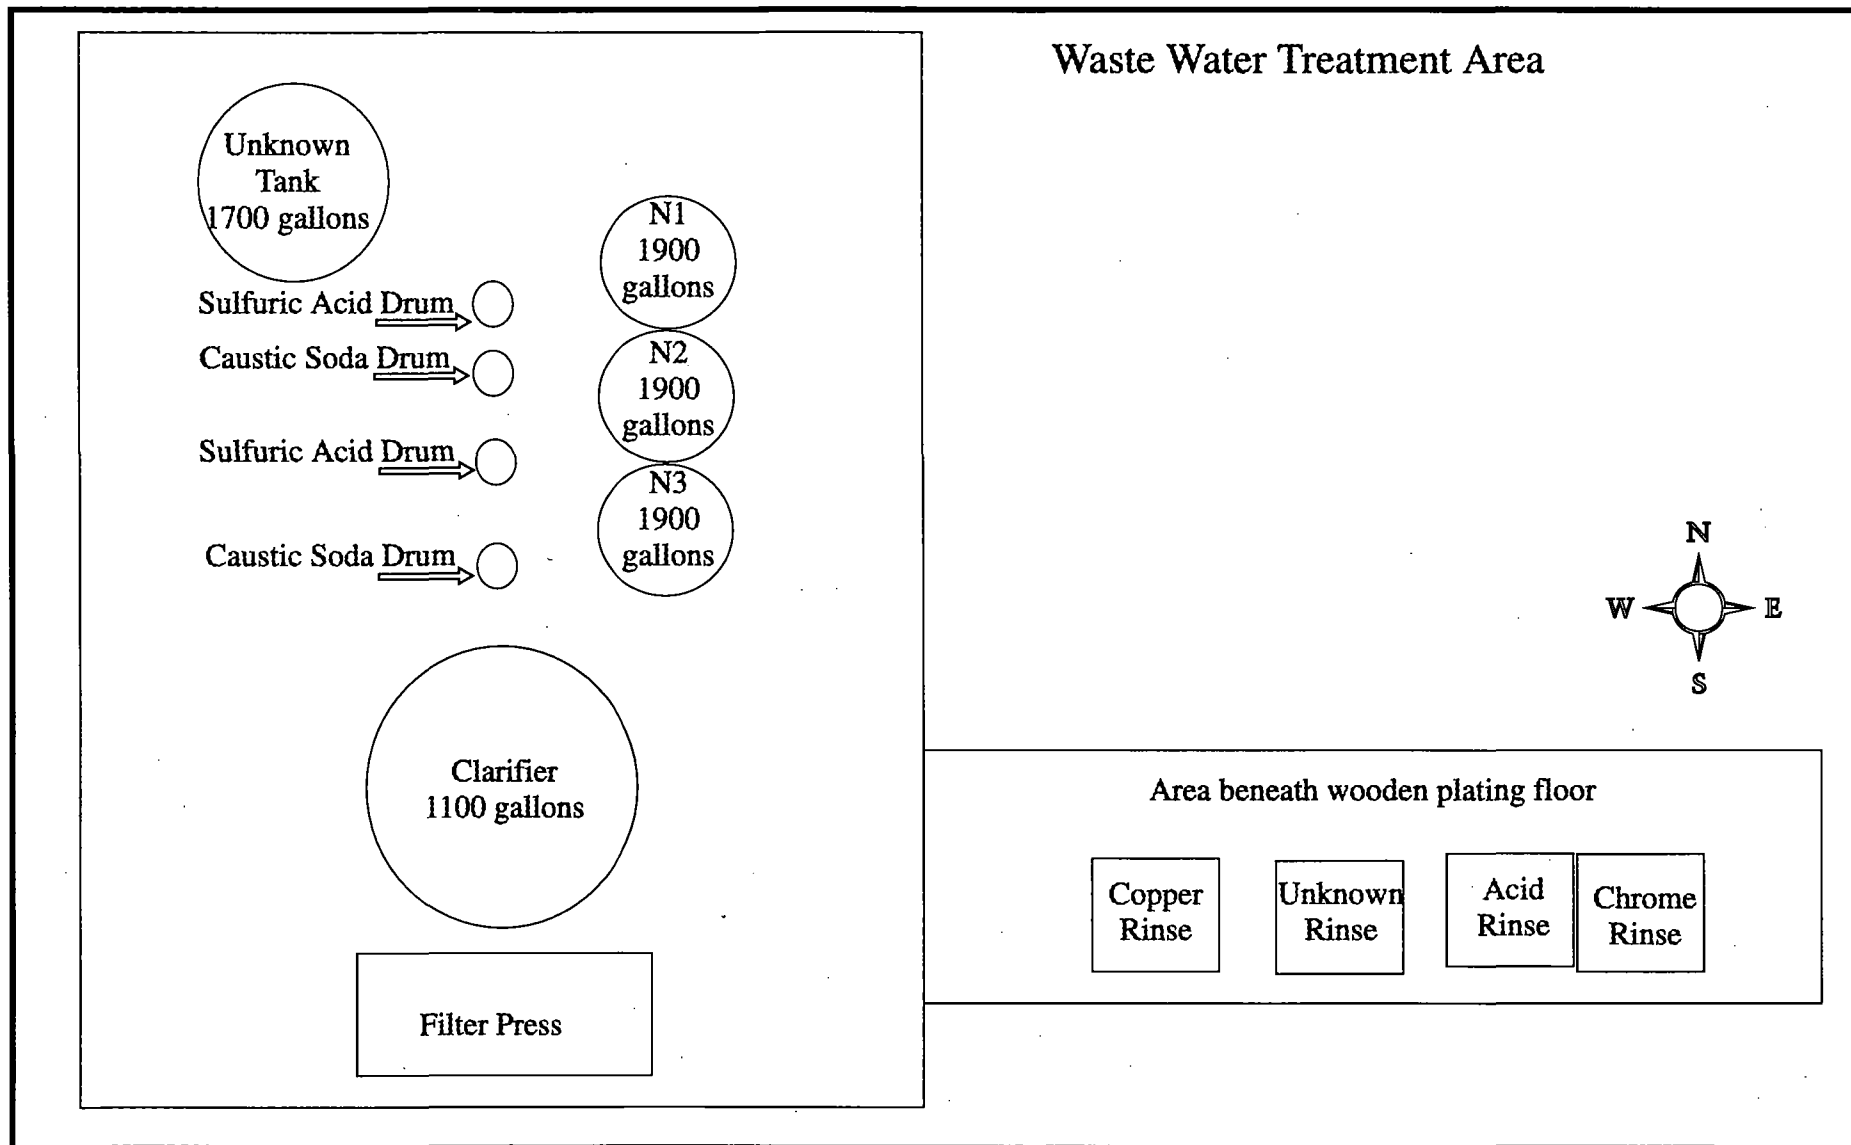 Waste Water Treatment Area
Unknown
Tank
1700 gallons
N1
1900
gallons
Sulfuric Acid Drum
Caustic Soda Drum
N2
1900
gallons
Sulfuric Acid Drum
N3
1900
gallons
Caustic Soda Drum
N
W
E
S
Clarifier
1100 gallons
Area beneath wooden plating floor
Copper
Rinse
Unknown
Rinse
Acid
Rinse
Chrome
Rinse
Filter Press